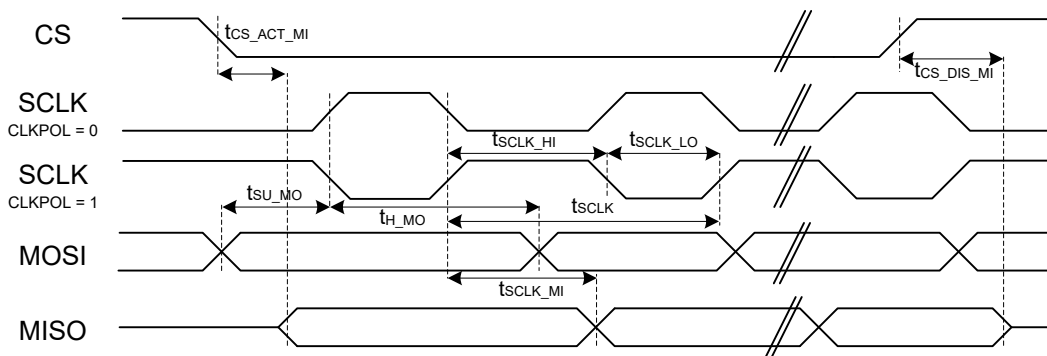 CS
tCS_ACT_MI
tCS_DIS_MI
SCLK
CLKPOL = 0
tSCLK_HI
tSCLK_LO
SCLK
CLKPOL = 1
tSU_MO
tH_MO
tSCLK
MOSI
tSCLK_MI
MISO